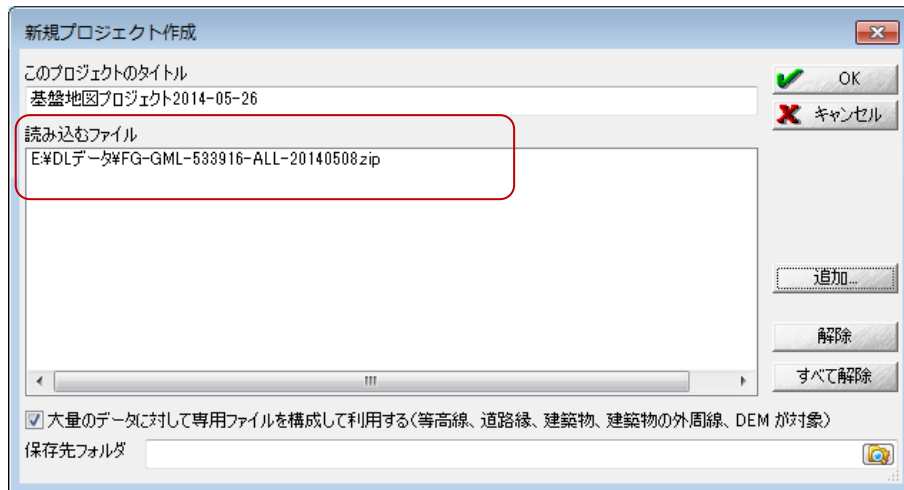 新規プロジェクト作成
このプロジェクトのタイトル
基盤地図プロジェクト2014-05-26
OK
キャンセル
読み込むファイル
E:¥DLデータ¥FG-GML-533916-ALL-20140508.zip
追加...
解除
すべて解除
大量のデータに対して専用ファイルを構成して利用する(等高線、道路縁、建築物、建築物の外周線、DEM が対象)
保存先フォルダ